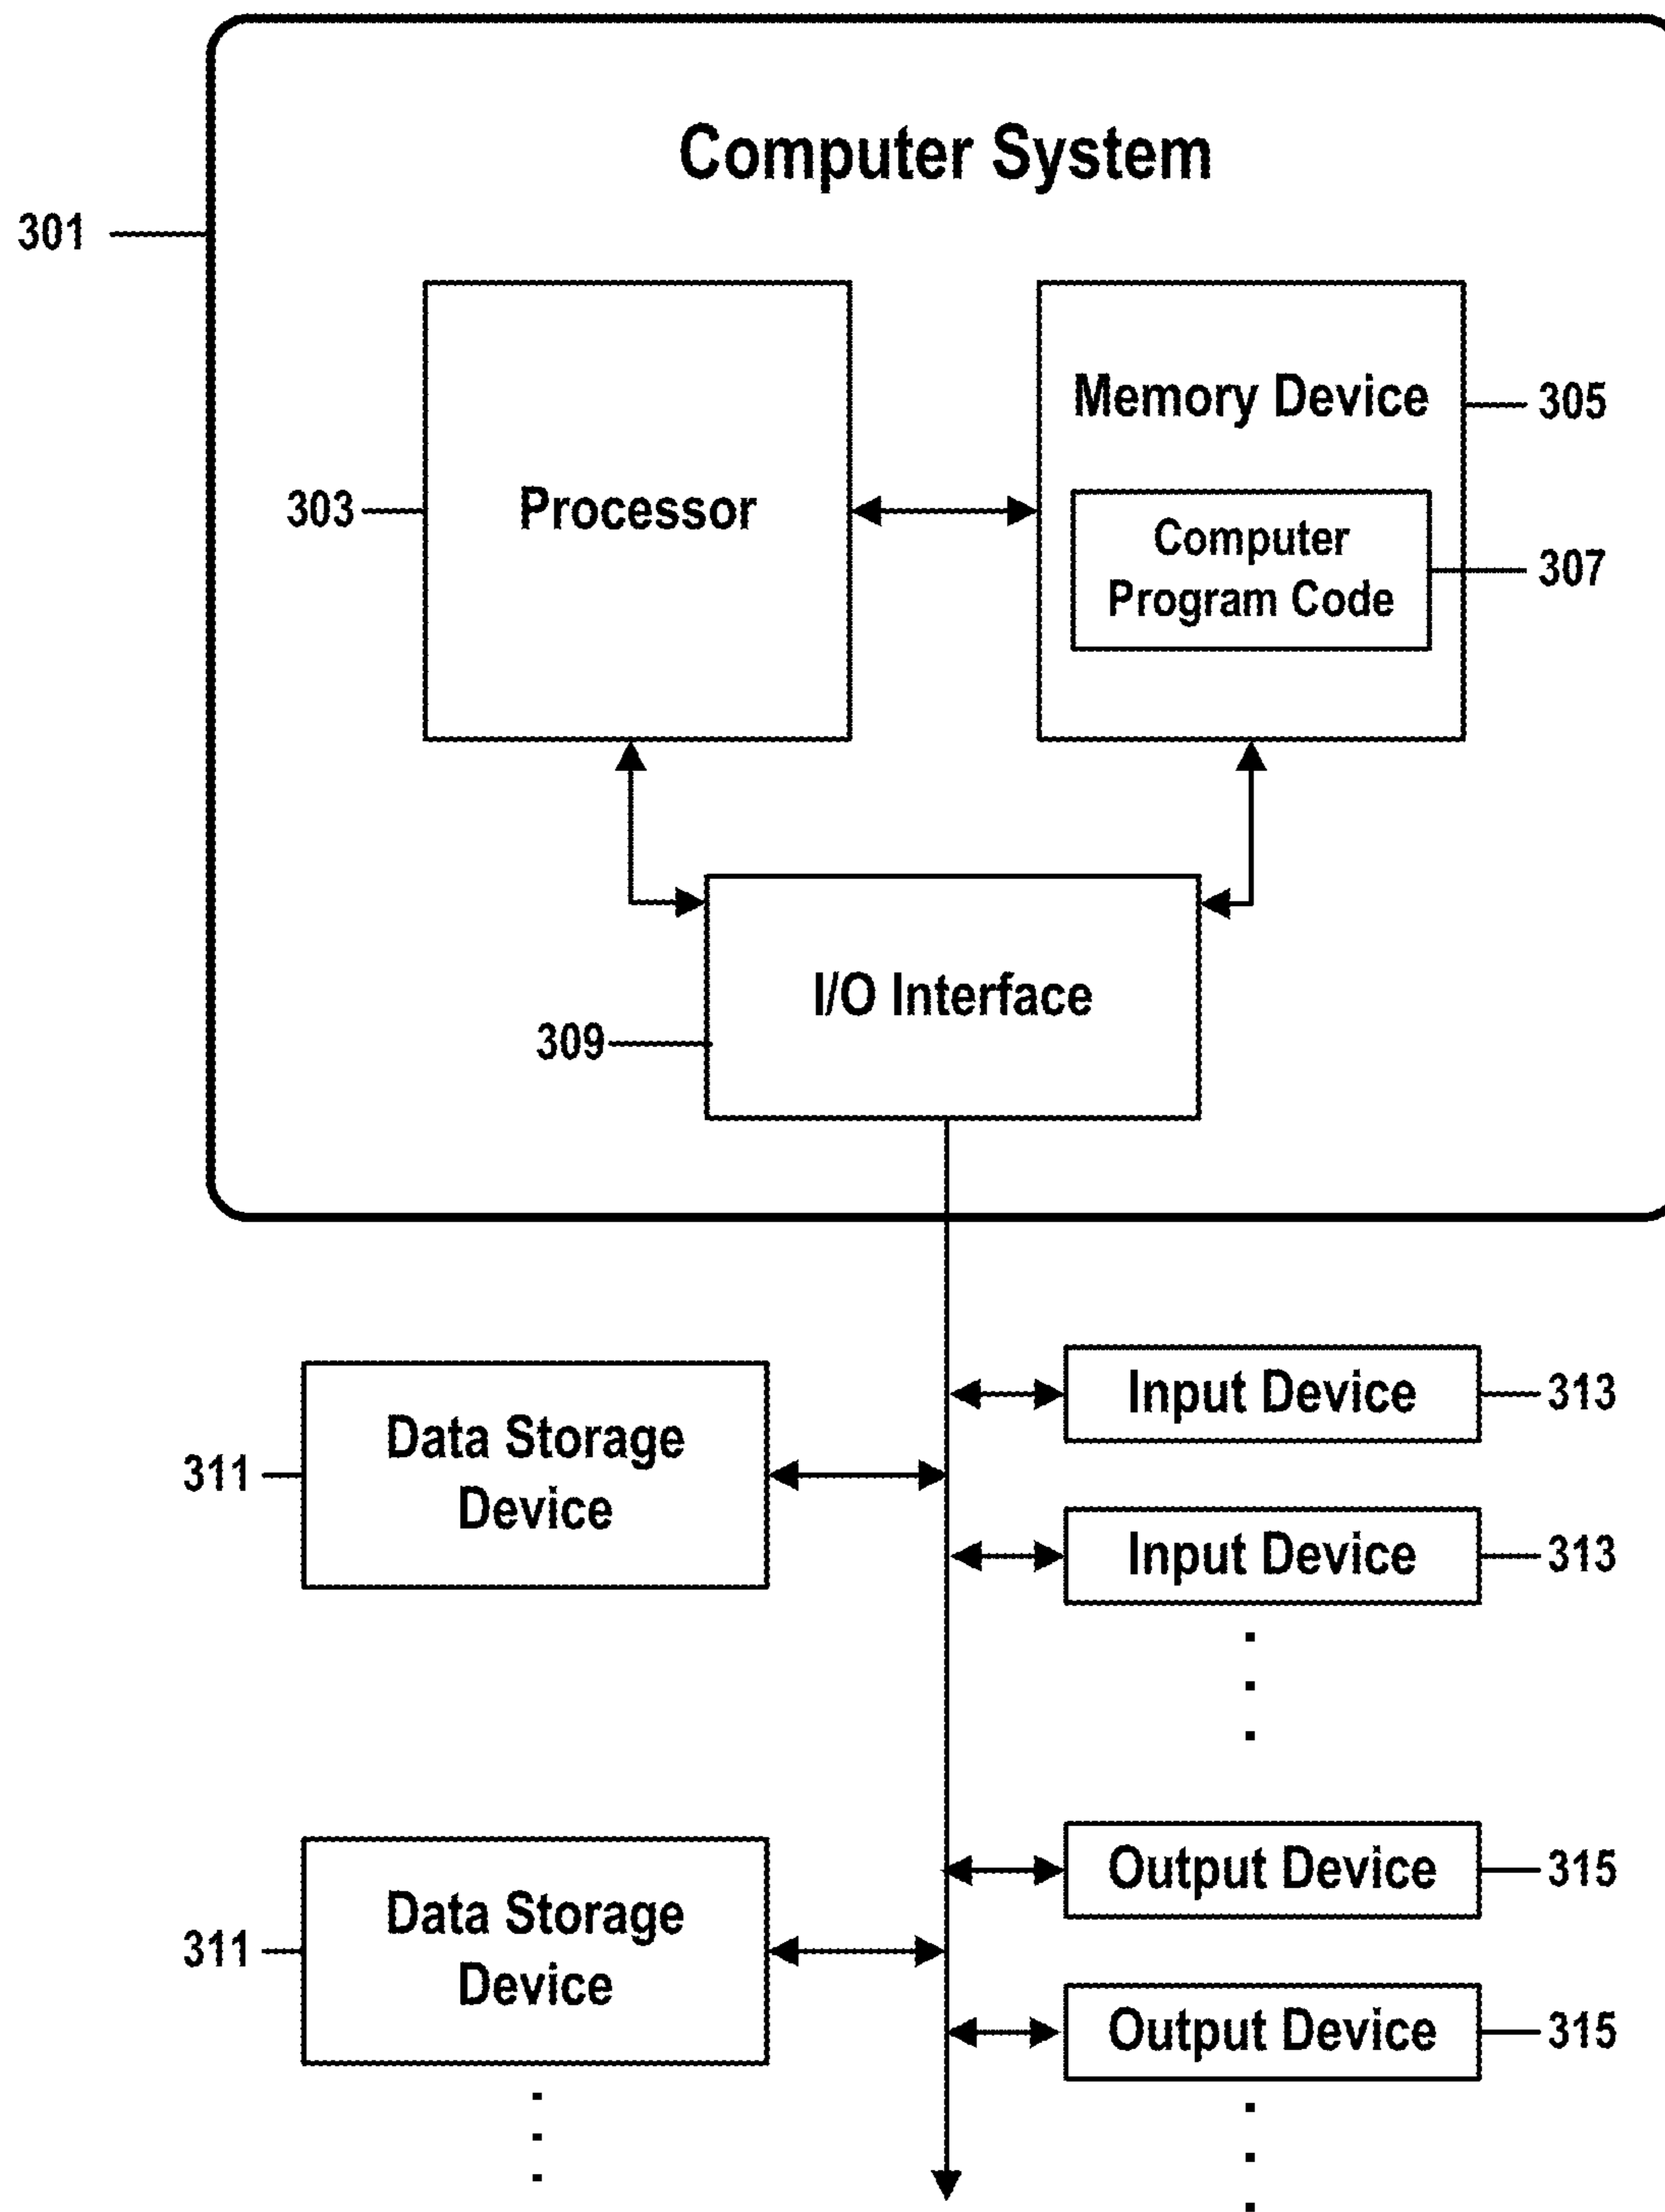 Computer System
301
Processor
303
Memory Device
305
Computer
Program Code
307
I/O Interface
309
Data Storage
Device
311
Input Device
313
Input Device
313
Data Storage
Device
311
Output Device
315
Output Device
315